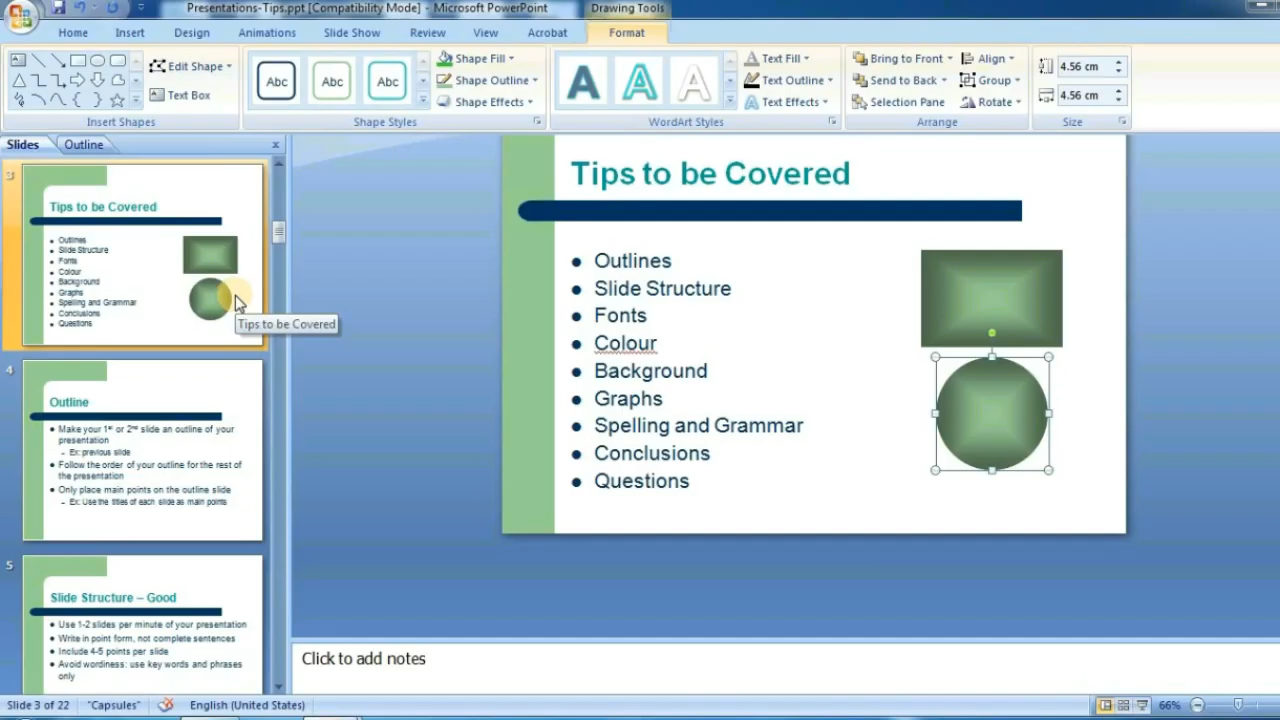 Presentations-Tips.ppt [Compatibility Mode] - Microsoft PowerPoint
Drawing Tools
Home Insert Design Animations Slide Show Review View Acrobat Format
Edit Shape
Text Box
Insert Shapes
Abc Abc Abc
Shape Fill
Shape Outline
Shape Effects
Shape Styles
A A A
Text Fill
Text Outline
Text Effects
WordArt Styles
Bring to Front
Send to Back
Selection Pane
Align
Group
Rotate
Arrange
4.56 cm
4.56 cm
Size
Slides Outline
3
Tips to be Covered
Outlines
Slide Structure
Fonts
Colour
Background
Graphs
Spelling and Grammar
Conclusions
Questions
Tips to be Covered
4
Outline
Make your 1st or 2nd slide an outline of your
presentation
– Ex: previous slide
Follow the order of your outline for the rest of
the presentation
Only place main points on the outline slide
– Ex: Use the titles of each slide as main points
5
Slide Structure – Good
Use 1-2 slides per minute of your presentation
Write in point form, not complete sentences
Include 4-5 points per slide
Avoid wordiness: use key words and phrases
only
Tips to be Covered
Outlines
Slide Structure
Fonts
Colour
Background
Graphs
Spelling and Grammar
Conclusions
Questions
Click to add notes
Slide 3 of 22 "Capsules" English (United States) 66%